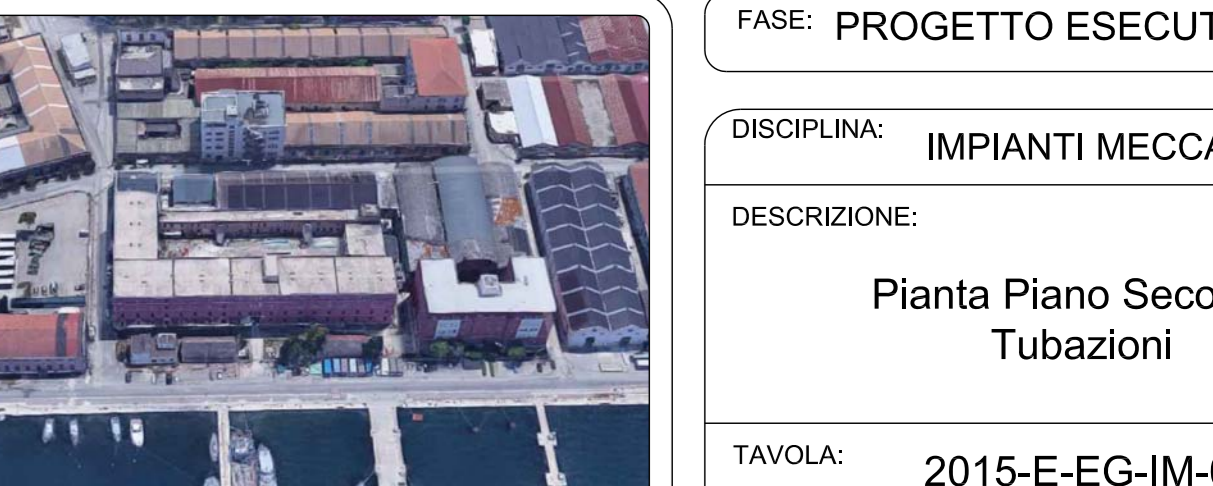 FASE: PROGETTO ESECUT
DISCIPLINA: IMPIANTI MECCA
DESCRIZIONE:
Pianta Piano Seco
Tubazioni
TAVOLA: 2015-E-EG-IM-